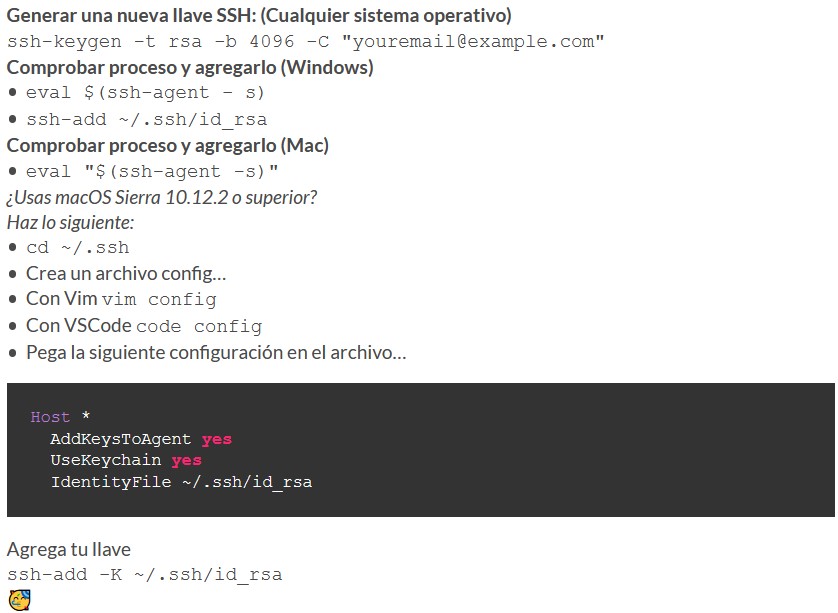 Generar una nueva llave SSH: (Cualquier sistema operativo)
ssh-keygen -t rsa -b 4096 -C "youremail@example.com"
Comprobar proceso y agregarlo (Windows)
• eval $(ssh-agent - s)
• ssh-add ~/.ssh/id_rsa
Comprobar proceso y agregarlo (Mac)
• eval "$(ssh-agent -s)"
¿Usas macOS Sierra 10.12.2 o superior?
Haz lo siguiente:
• cd ~/.ssh
• Crea un archivo config…
• Con Vim vim config
• Con VSCode code config
• Pega la siguiente configuración en el archivo…
Host *
  AddKeysToAgent yes
  UseKeychain yes
  IdentityFile ~/.ssh/id_rsa
Agrega tu llave
ssh-add -K ~/.ssh/id_rsa